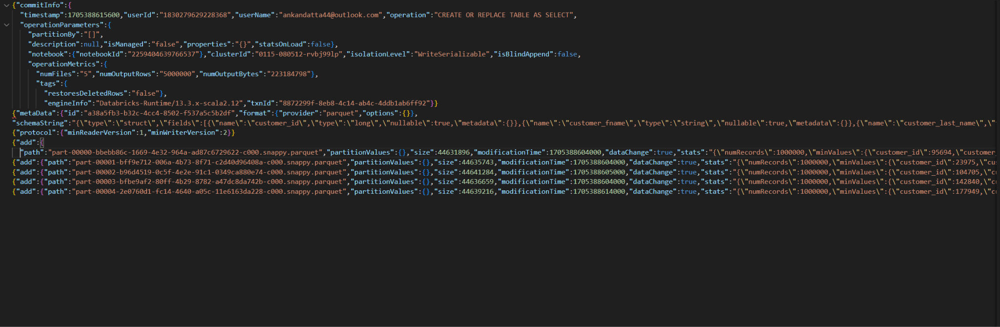 {"commitInfo":{
"timestamp":1705388615600,"userId":"1830279629228368","userName":"ankandatta44@outlook.com","operation":"CREATE OR REPLACE TABLE AS SELECT",
"operationParameters":{
"partitionBy":"[]",
"description":null,"isManaged":"false","properties":"{}","statsOnLoad":false},
"notebook":{"notebookId":"2259404639766537"},"clusterId":"0115-080512-rvbj99lp","isolationLevel":"WriteSerializable","isBlindAppend":false,
"operationMetrics":{
"numFiles":"5","numOutputRows":"5000000","numOutputBytes":"223184798"},
"tags":{
"restoresDeletedRows":"false"},
"engineInfo":"Databricks-Runtime/13.3.x-scala2.12","txnId":"8872299f-8eb8-4c14-ab4c-4ddb1ab6ff92"}}
{"metaData":{"id":"a38a5fb3-b32c-4cc4-8502-f537a5c5b2df","format":{"provider":"parquet","options":{}},
"schemaString":"{\"type\":\"struct\",\"fields\":[{\"name\":\"customer_id\",\"type\":\"long\",\"nullable\":true,\"metadata\":{}},{\"name\":\"customer_fname\",\"type\":\"string\",\"nullable\":true,\"metadata\":{}},{\"name\":\"customer_last_name\",\"
{"protocol":{"minReaderVersion":1,"minWriterVersion":2}}
{"add":{
"path":"part-00000-bbebb86c-1669-4e32-964a-ad87c6729622-c000.snappy.parquet","partitionValues":{},"size":44631896,"modificationTime":1705388604000,"dataChange":true,"stats":"{\"numRecords\":1000000,\"minValues\":{\"customer_id\":95694,\"customer_
{"add":{"path":"part-00001-bff9e712-006a-4b73-8f71-c2d40d96408a-c000.snappy.parquet","partitionValues":{},"size":44635743,"modificationTime":1705388604000,"dataChange":true,"stats":"{\"numRecords\":1000000,\"minValues\":{\"customer_id\":23975,\"cus
{"add":{"path":"part-00002-b96d4519-0c5f-4e2e-91c1-0349ca880e74-c000.snappy.parquet","partitionValues":{},"size":44641284,"modificationTime":1705388605000,"dataChange":true,"stats":"{\"numRecords\":1000000,\"minValues\":{\"customer_id\":104705,\"cu
{"add":{"path":"part-00003-bfbe9af2-80ff-4b29-8782-a47dc8da742b-c000.snappy.parquet","partitionValues":{},"size":44636659,"modificationTime":1705388604000,"dataChange":true,"stats":"{\"numRecords\":1000000,\"minValues\":{\"customer_id\":142840,\"cu
{"add":{"path":"part-00004-2e0760d1-fc14-4640-a05c-11e6163da228-c000.snappy.parquet","partitionValues":{},"size":44639216,"modificationTime":1705388614000,"dataChange":true,"stats":"{\"numRecords\":1000000,\"minValues\":{\"customer_id\":177949,\"cu